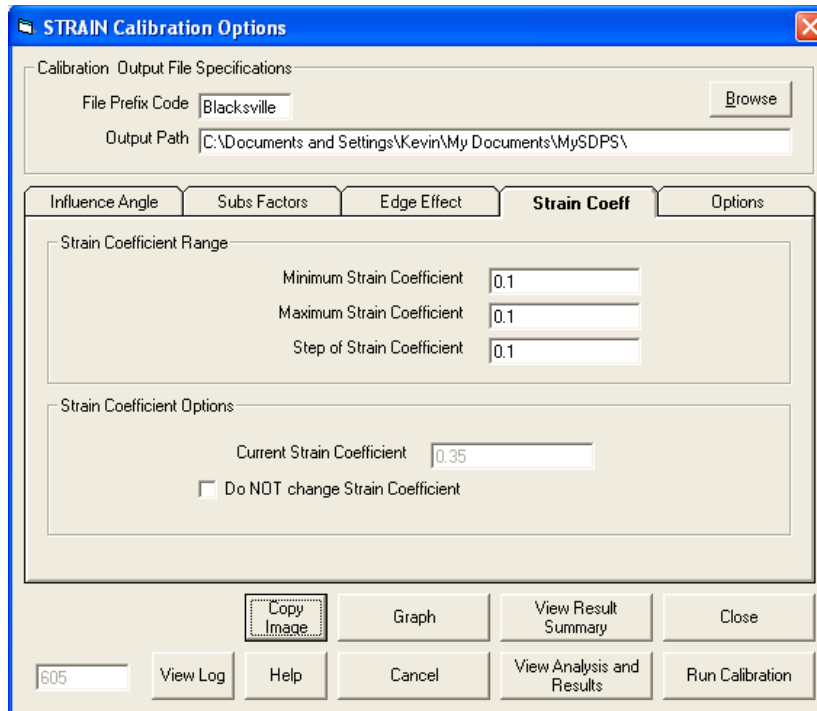 STRAIN Calibration Options
Calibration Output File Specifications
File Prefix Code Blacksville
Browse
Output Path C:\Documents and Settings\Kevin\My Documents\MySDPS\
Influence Angle Subs Factors Edge Effect Strain Coeff Options
Strain Coefficient Range
Minimum Strain Coefficient 0.1
Maximum Strain Coefficient 0.1
Step of Strain Coefficient 0.1
Strain Coefficient Options
Current Strain Coefficient 0.35
Do NOT change Strain Coefficient
Copy Image
Graph
View Result Summary
Close
605
View Log
Help
Cancel
View Analysis and Results
Run Calibration